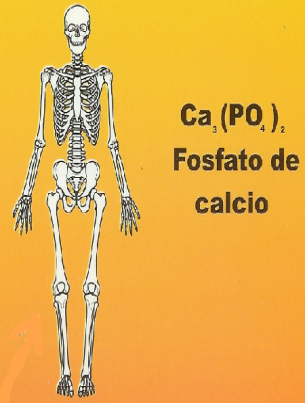 Ca₃(PO₄)₂
Fosfato de
calcio